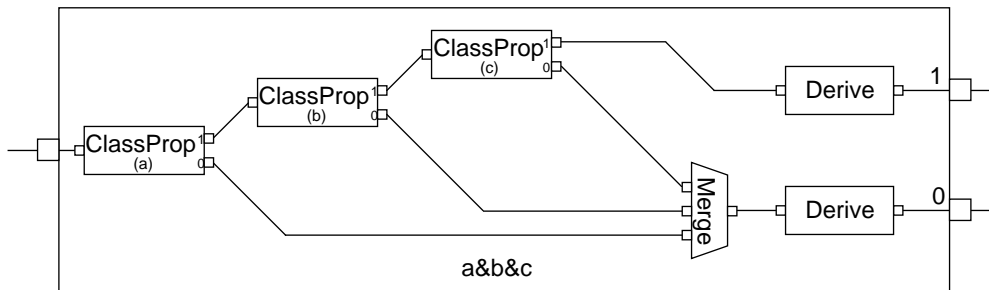 ClassProp 1
(c) 0
ClassProp 1
(b) 0
ClassProp 1
(a) 0
Derive 1
Merge
Derive 0
a&b&c